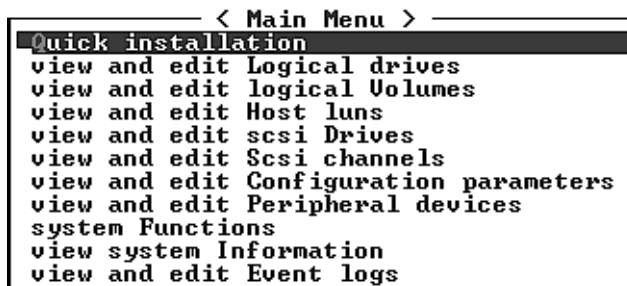 < Main Menu >
Quick installation
view and edit Logical drives
view and edit logical Volumes
view and edit Host luns
view and edit scsi Drives
view and edit Scsi channels
view and edit Configuration parameters
view and edit Peripheral devices
system Functions
view system Information
view and edit Event logs